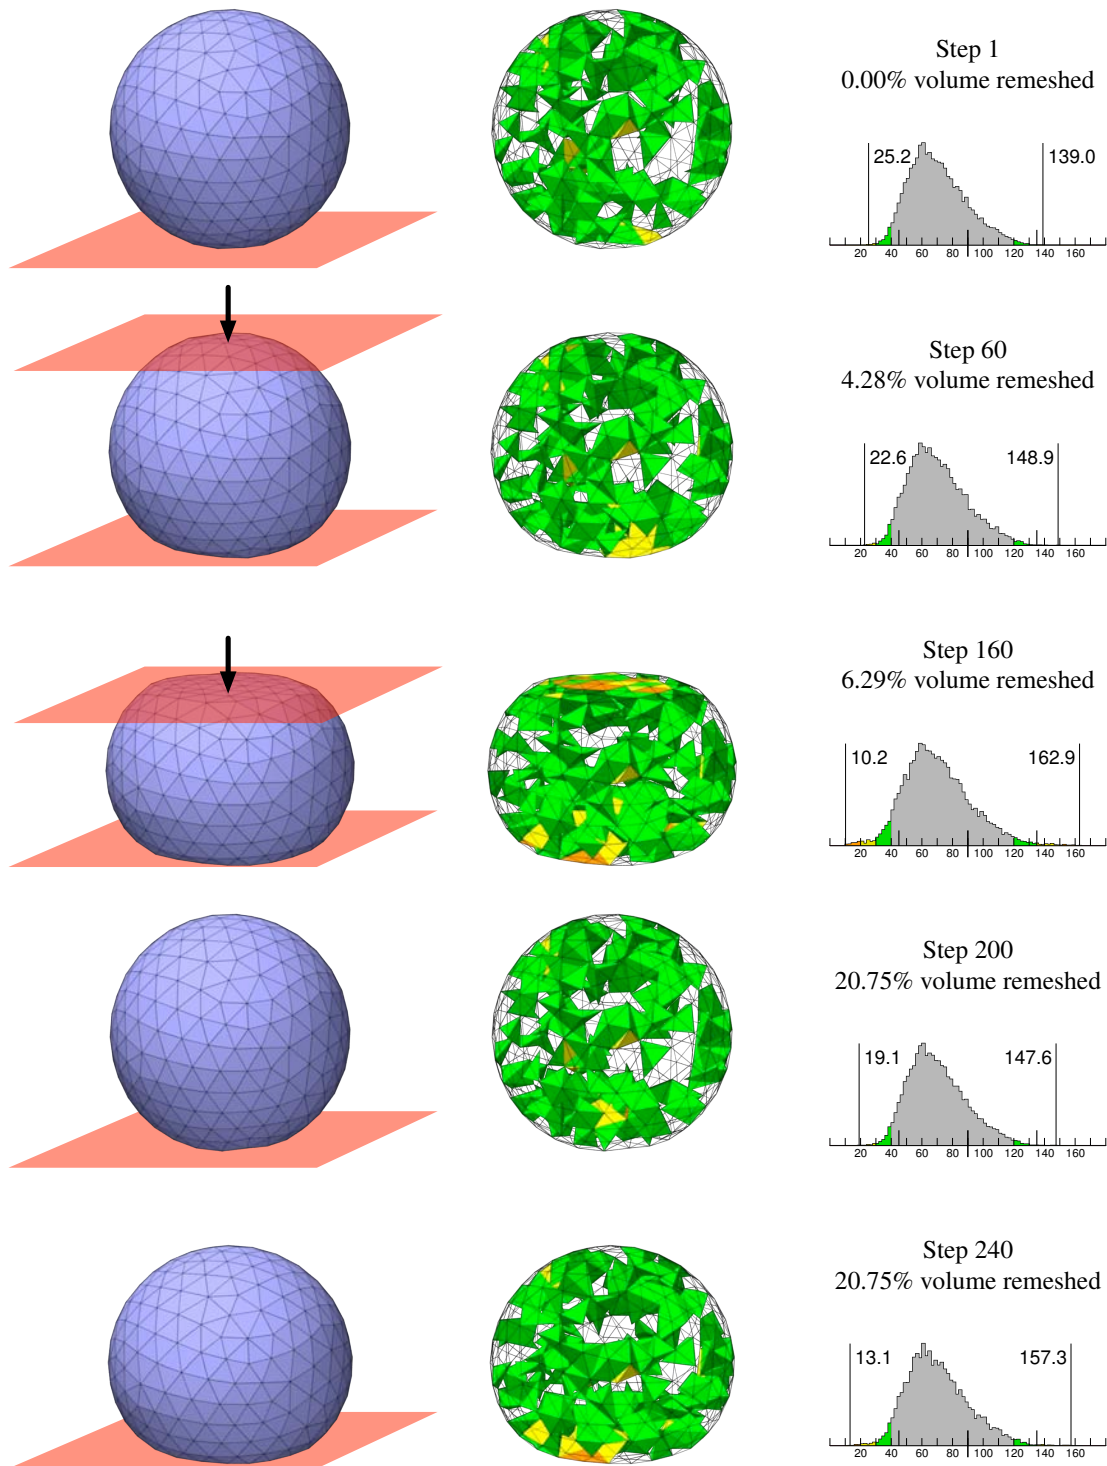 Step 1
0.00% volume remeshed
25.2 139.0
20 40 60 80 100 120 140 160
Step 60
4.28% volume remeshed
22.6 148.9
20 40 60 80 100 120 140 160
Step 160
6.29% volume remeshed
10.2 162.9
20 40 60 80 100 120 140 160
Step 200
20.75% volume remeshed
19.1 147.6
20 40 60 80 100 120 140 160
Step 240
20.75% volume remeshed
13.1 157.3
20 40 60 80 100 120 140 160